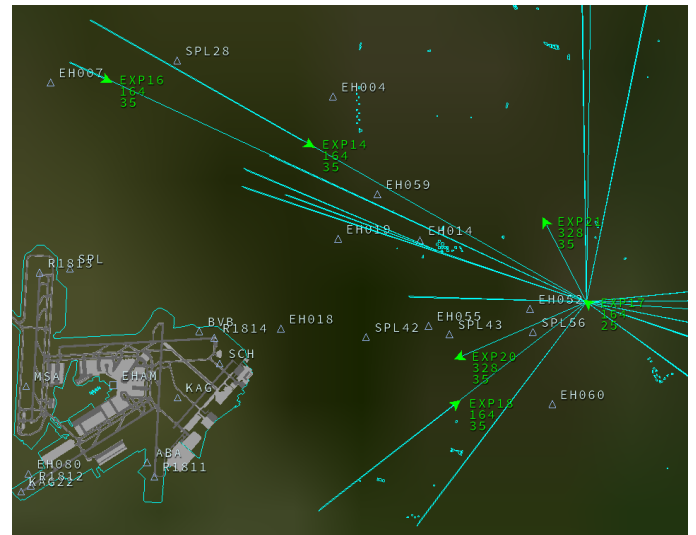 SPL28
EH007
EXP16
164
35
EH004
EXP14
164
35
EH059
EXP21
328
35
EH019
EH014
SPL
R1813
EH052
EXP17
164
25
BVB
R1814
EH018
EH055
SPL42
SPL43
SPL56
SCH
EXP20
328
35
MSA
EHAM
KAG
EXP18
164
35
EH060
ABA
EH080
R1812
R1811
KAG22